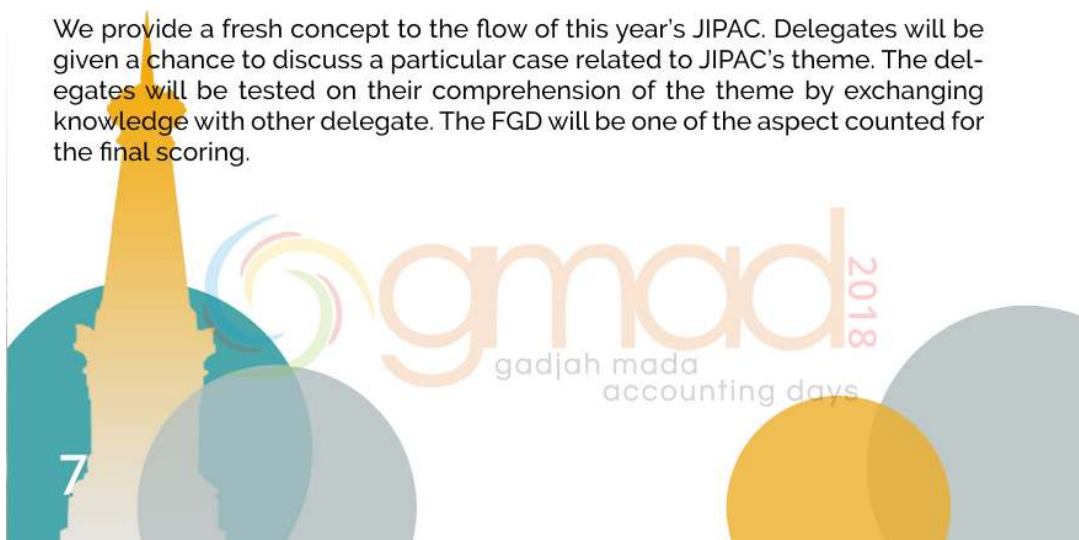 We provide a fresh concept to the flow of this year's JIPAC. Delegates will be
given a chance to discuss a particular case related to JIPAC's theme. The del-
egates will be tested on their comprehension of the theme by exchanging
knowledge with other delegate. The FGD will be one of the aspect counted for
the final scoring.
gmad
2018
gadjah mada
accounting days
7